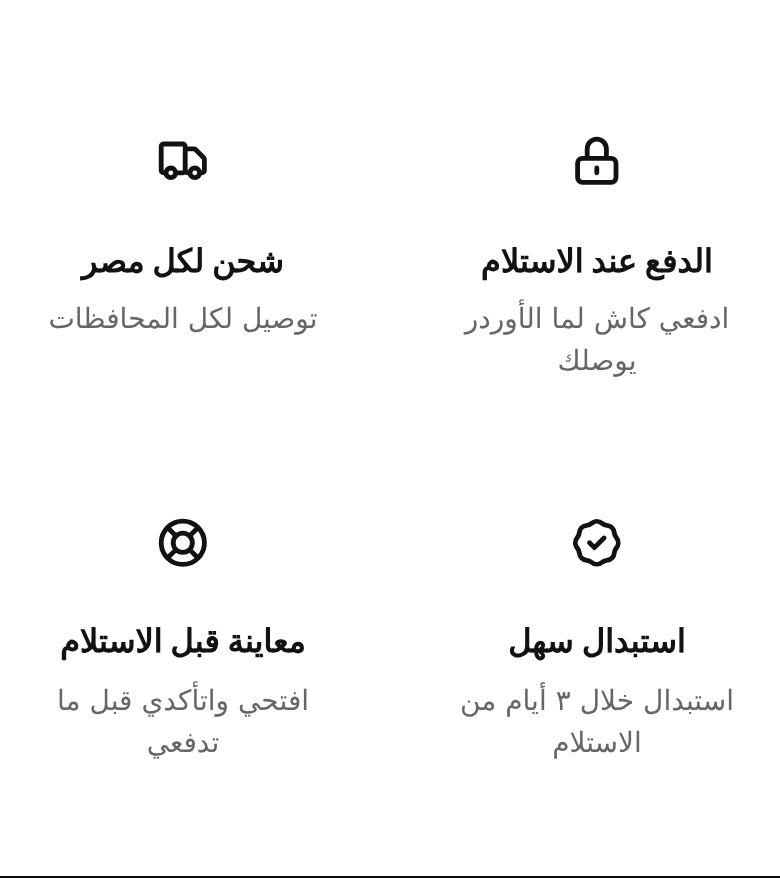 الدفع عند الاستلام
ادفعي كاش لما الأوردر
يوصلك
شحن لكل مصر
توصيل لكل المحافظات
استبدال سهل
استبدال خلال ٣ أيام من
الاستلام
معاينة قبل الاستلام
افتحي واتأكدي قبل ما
تدفعي